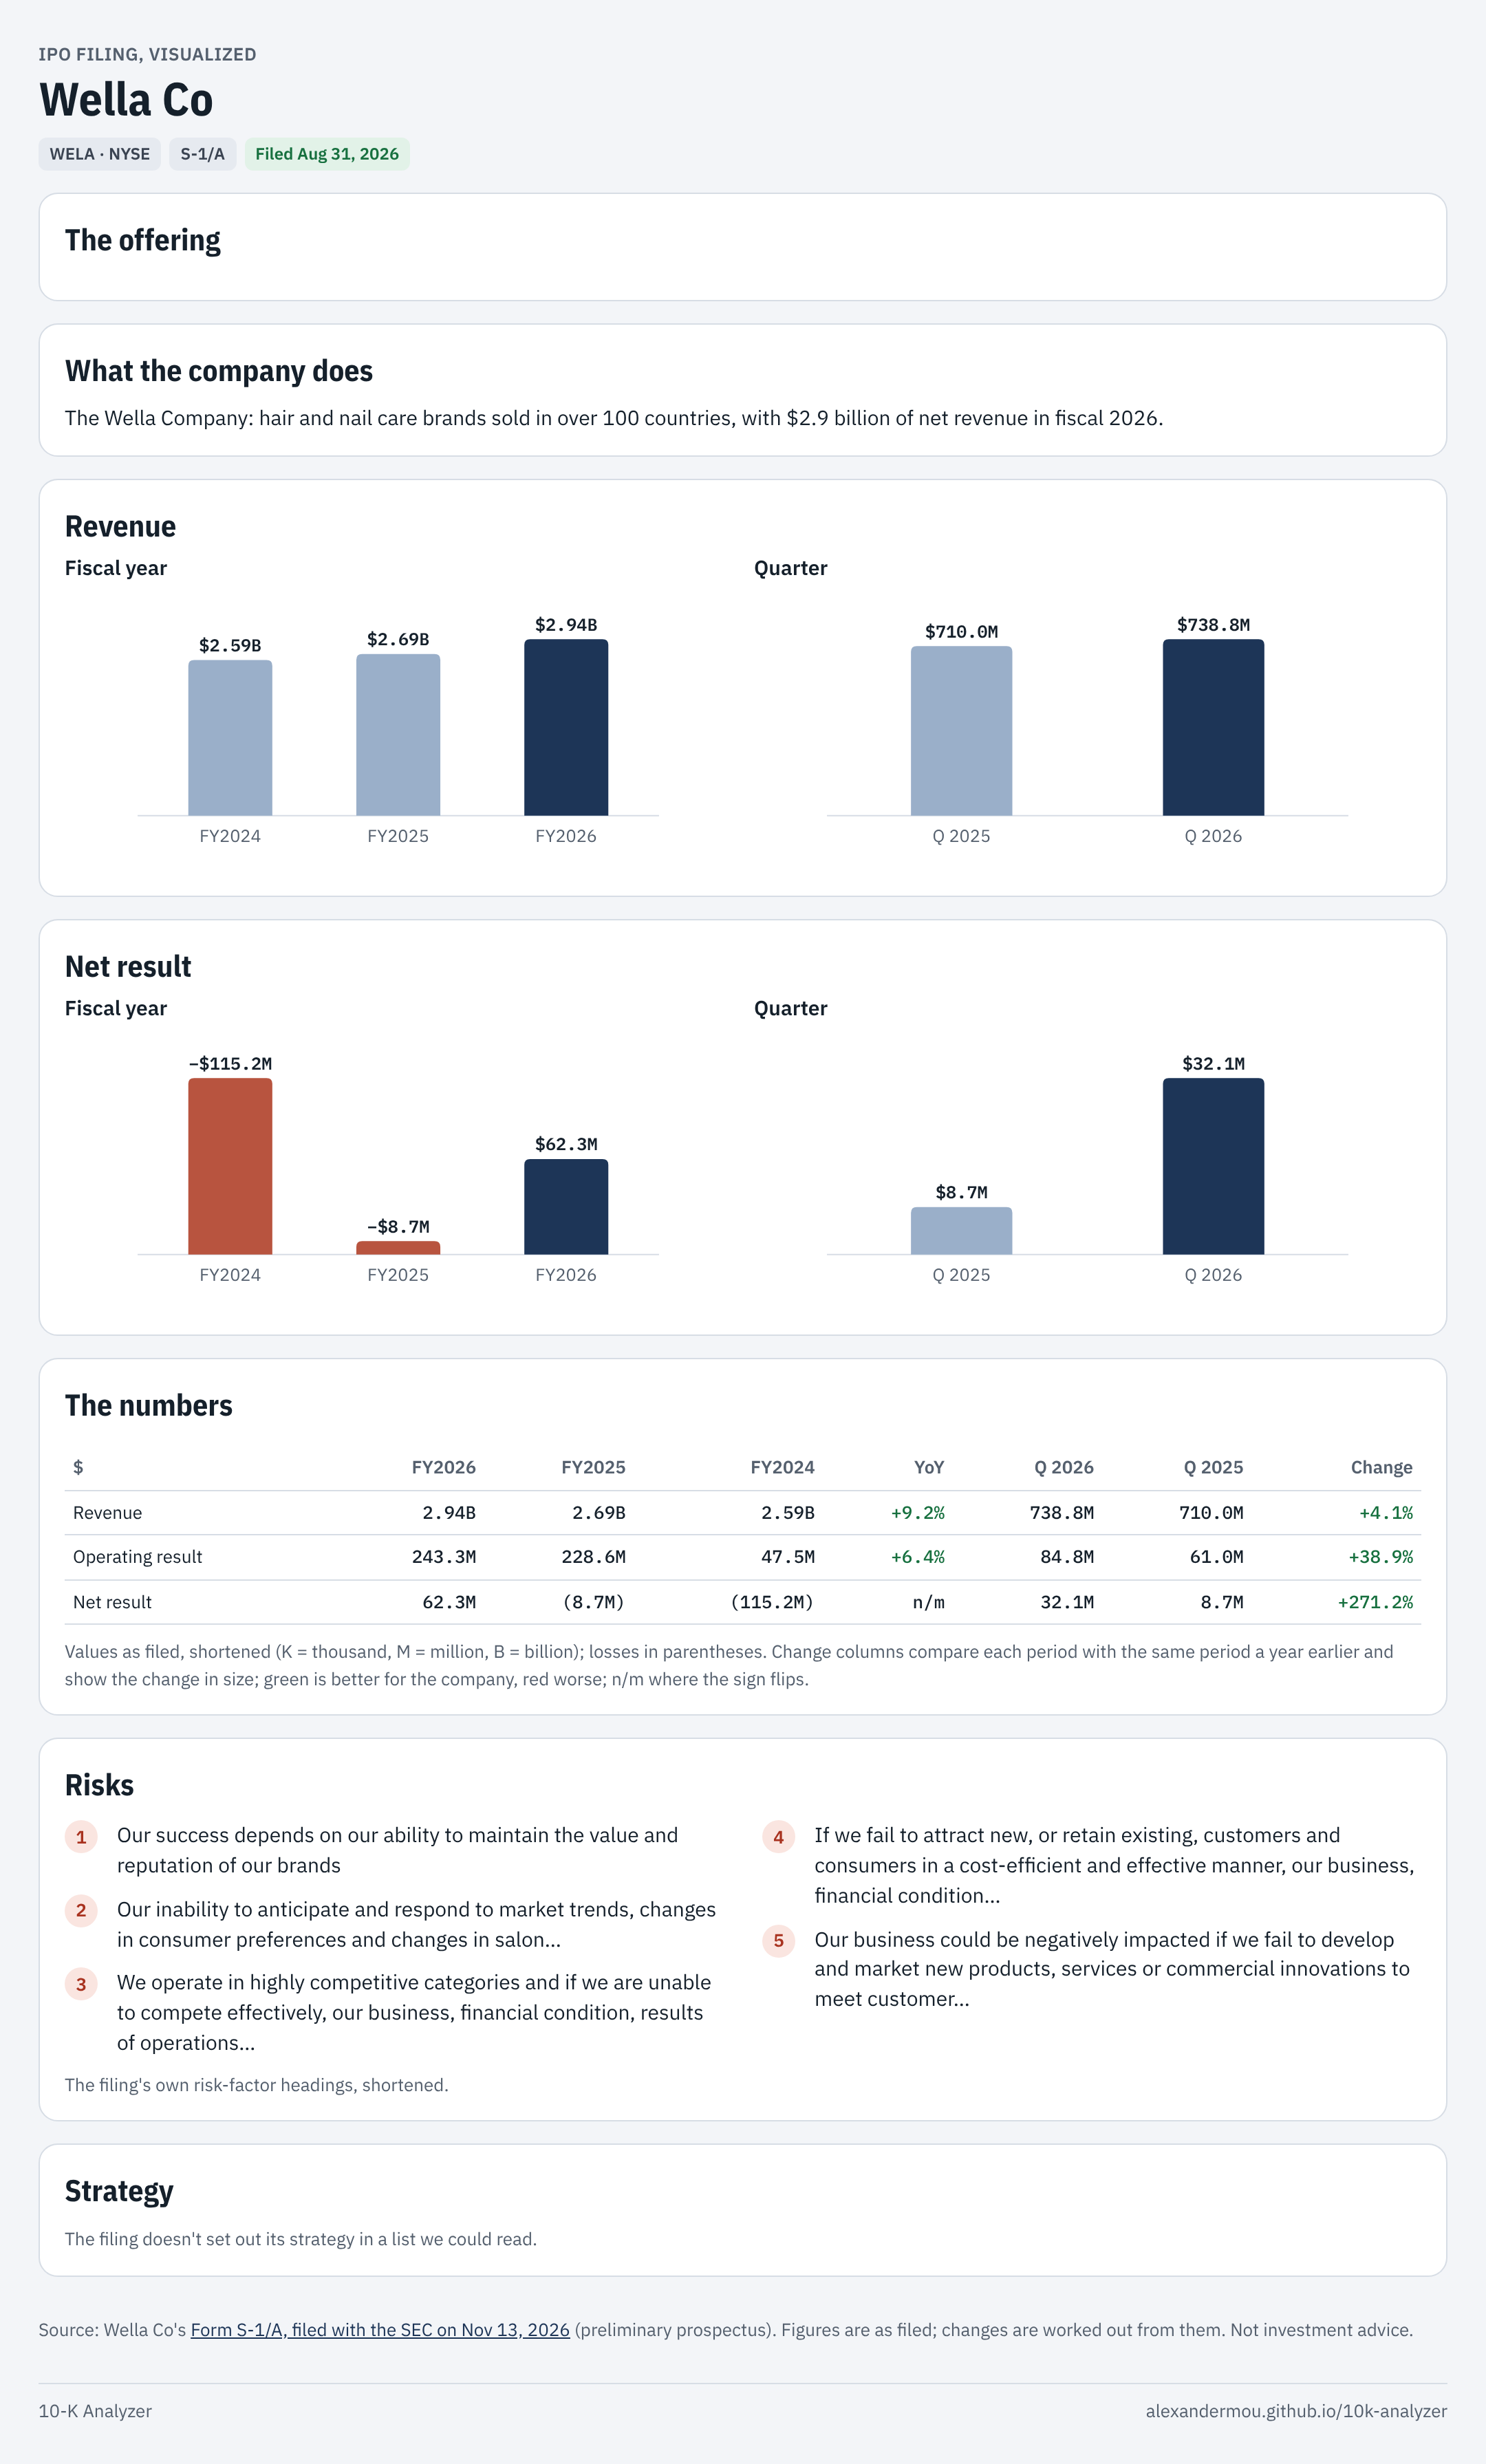 IPO FILING, VISUALIZED
Wella Co
WELA · NYSE S-1/A Filed Aug 31, 2026
The offering
What the company does
The Wella Company: hair and nail care brands sold in over 100 countries, with $2.9 billion of net revenue in fiscal 2026.
Revenue
Fiscal year
$2.59B $2.69B $2.94B
FY2024 FY2025 FY2026
Quarter
$710.0M $738.8M
Q 2025 Q 2026
Net result
Fiscal year
−$115.2M −$8.7M $62.3M
FY2024 FY2025 FY2026
Quarter
$8.7M $32.1M
Q 2025 Q 2026
The numbers
$ FY2026 FY2025 FY2024 YoY Q 2026 Q 2025 Change
Revenue 2.94B 2.69B 2.59B +9.2% 738.8M 710.0M +4.1%
Operating result 243.3M 228.6M 47.5M +6.4% 84.8M 61.0M +38.9%
Net result 62.3M (8.7M) (115.2M) n/m 32.1M 8.7M +271.2%
Values as filed, shortened (K = thousand, M = million, B = billion); losses in parentheses. Change columns compare each period with the same period a year earlier and
show the change in size; green is better for the company, red worse; n/m where the sign flips.
Risks
1 Our success depends on our ability to maintain the value and
reputation of our brands
2 Our inability to anticipate and respond to market trends, changes
in consumer preferences and changes in salon…
3 We operate in highly competitive categories and if we are unable
to compete effectively, our business, financial condition, results
of operations…
4 If we fail to attract new, or retain existing, customers and
consumers in a cost-efficient and effective manner, our business,
financial condition…
5 Our business could be negatively impacted if we fail to develop
and market new products, services or commercial innovations to
meet customer…
The filing's own risk-factor headings, shortened.
Strategy
The filing doesn't set out its strategy in a list we could read.
Source: Wella Co's Form S-1/A, filed with the SEC on Nov 13, 2026 (preliminary prospectus). Figures are as filed; changes are worked out from them. Not investment advice.
10-K Analyzer
alexandermou.github.io/10k-analyzer